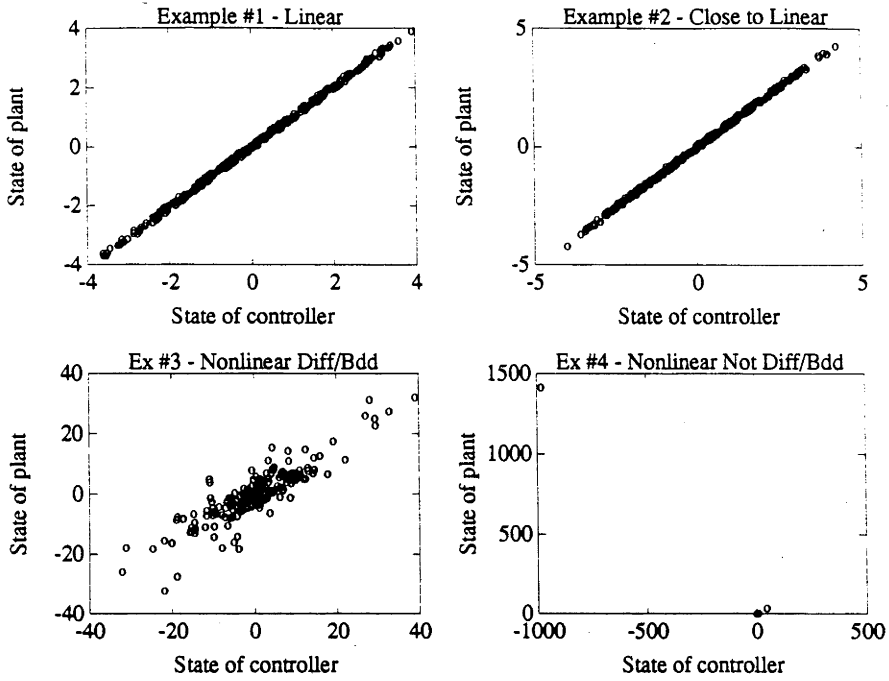 Example #1 - Linear
4
2
0
-2
-4
State of plant
-4 -2 0 2 4
State of controller
Example #2 - Close to Linear
5
0
-5
State of plant
-5 0 5
State of controller
Ex #3 - Nonlinear Diff/Bdd
40
20
0
-20
-40
State of plant
-40 -20 0 20 40
State of controller
Ex #4 - Nonlinear Not Diff/Bdd
1500
1000
500
0
State of plant
-1000 -500 0 500
State of controller